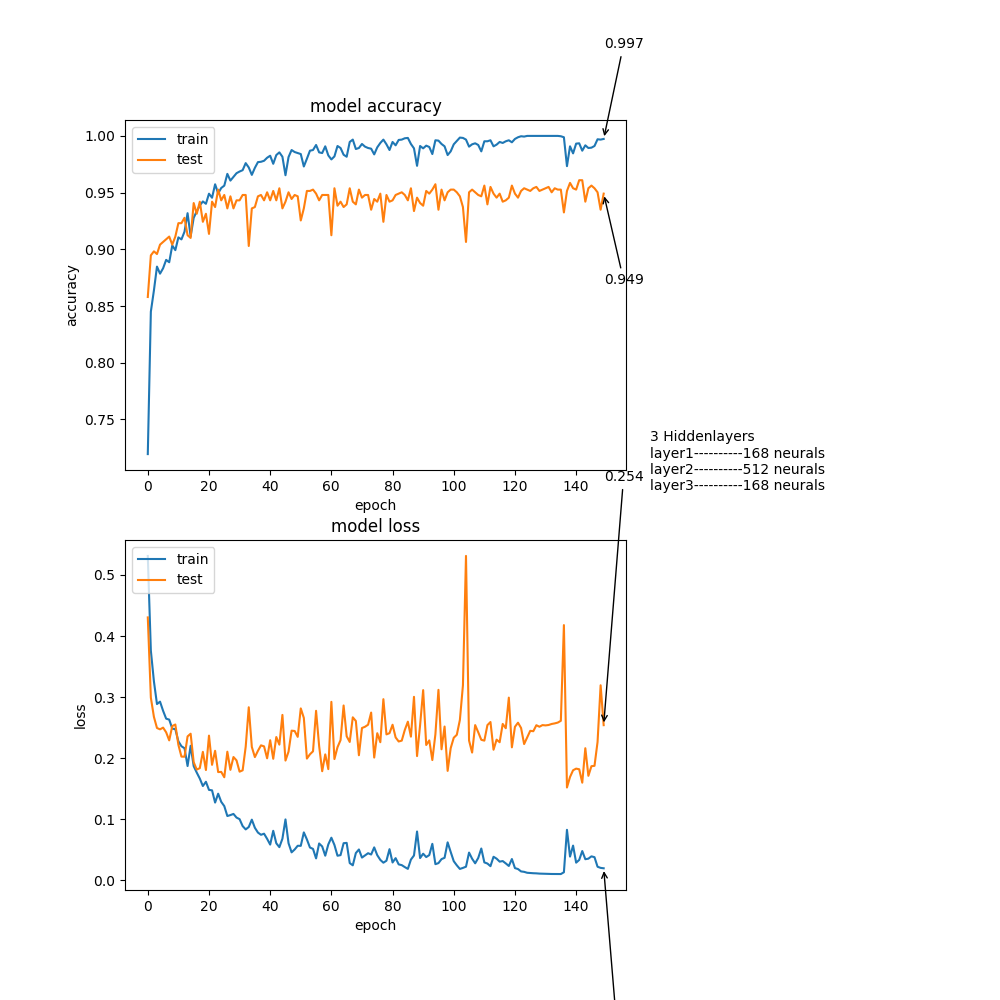 0.997
model accuracy
train
test
1.00
0.95
0.90
0.85
0.80
0.75
accuracy
0 20 40 60 80 100 120 140
epoch
0.949
3 Hiddenlayers
layer1----------168 neurals
layer2----------512 neurals
layer3----------168 neurals
0.254
model loss
train
test
0.5
0.4
0.3
0.2
0.1
0.0
loss
0 20 40 60 80 100 120 140
epoch